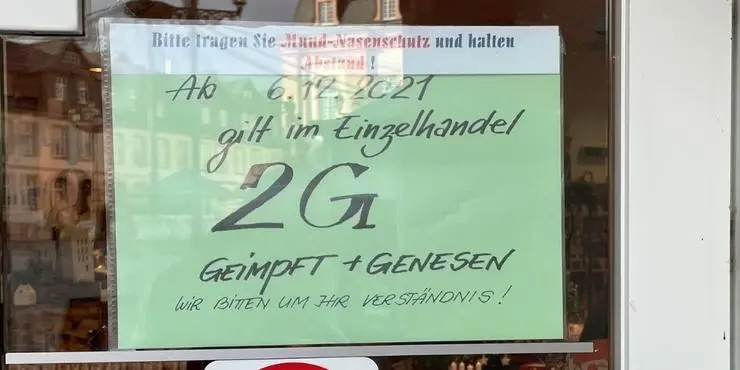 Bitte tragen Sie Mund-Nasenschutz und halten
Abstand !
Ab 6.12.2021
gilt im Einzelhandel
2G
GEIMPFT + GENESEN
WIR BITTEN UM IHR VERSTÄNDNIS!